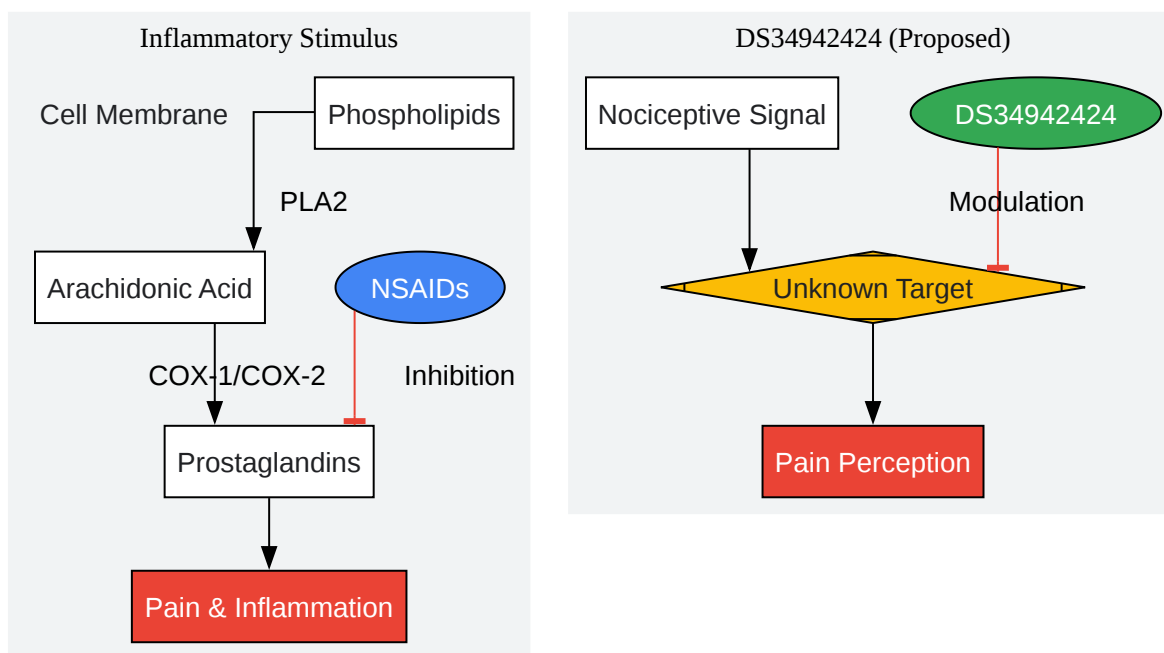 Inflammatory Stimulus
Cell Membrane
Phospholipids
PLA2
Arachidonic Acid
NSAIDs
COX-1/COX-2
Inhibition
Prostaglandins
Pain & Inflammation
DS34942424 (Proposed)
Nociceptive Signal
DS34942424
Modulation
Unknown Target
Pain Perception